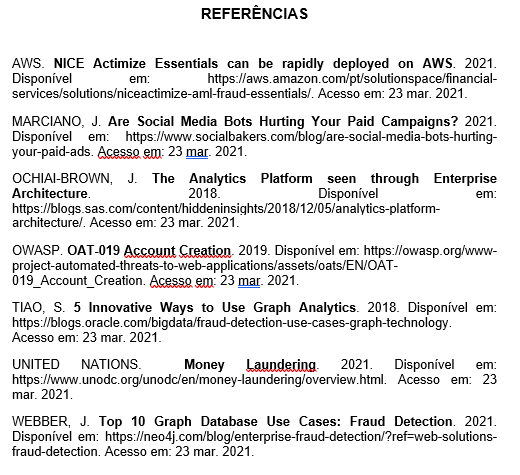 REFERÊNCIAS
AWS. NICE Actimize Essentials can be rapidly deployed on AWS. 2021.
Disponível em: https://aws.amazon.com/pt/solutionspace/financial-
services/solutions/niceactimize-aml-fraud-essentials/. Acesso em: 23 mar. 2021.
MARCIANO, J. Are Social Media Bots Hurting Your Paid Campaigns? 2021.
Disponível em: https://www.socialbakers.com/blog/are-social-media-bots-hurting-
your-paid-ads. Acesso em: 23 mar. 2021.
OCHIAI-BROWN, J. The Analytics Platform seen through Enterprise
Architecture. 2018. Disponível em:
https://blogs.sas.com/content/hiddeninsights/2018/12/05/analytics-platform-
architecture/. Acesso em: 23 mar. 2021.
OWASP. OAT-019 Account Creation. 2019. Disponível em: https://owasp.org/www-
project-automated-threats-to-web-applications/assets/oats/EN/OAT-
019_Account_Creation. Acesso em: 23 mar. 2021.
TIAO, S. 5 Innovative Ways to Use Graph Analytics. 2018. Disponível em:
https://blogs.oracle.com/bigdata/fraud-detection-use-cases-graph-technology.
Acesso em: 23 mar. 2021.
UNITED NATIONS. Money Laundering. 2021. Disponível em:
https://www.unodc.org/unodc/en/money-laundering/overview.html. Acesso em: 23
mar. 2021.
WEBBER, J. Top 10 Graph Database Use Cases: Fraud Detection. 2021.
Disponível em: https://neo4j.com/blog/enterprise-fraud-detection/?ref=web-solutions-
fraud-detection. Acesso em: 23 mar. 2021.